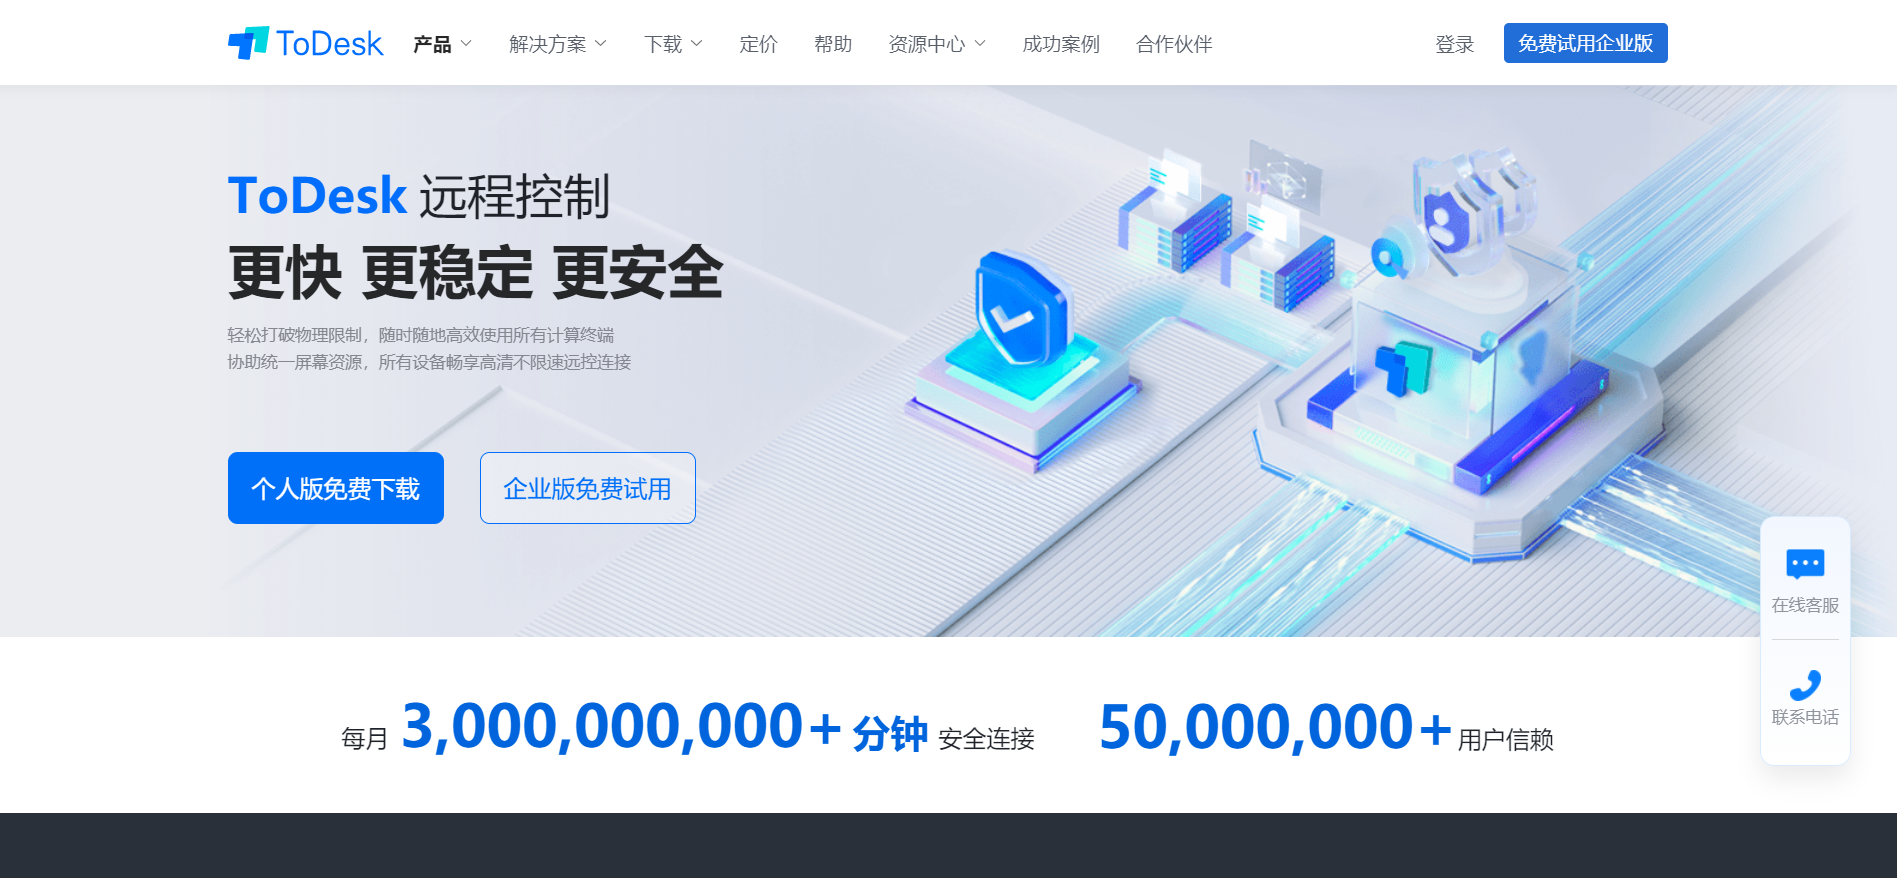 ToDesk 产品 解决方案 下载 定价 帮助 资源中心 成功案例 合作伙伴 登录 免费试用企业版
ToDesk 远程控制
更快 更稳定 更安全
轻松打破物理限制，随时随地高效使用所有计算终端
协助统一屏幕资源，所有设备畅享高清不限速远控连接
个人版免费下载 企业版免费试用
在线客服
联系电话
每月 3,000,000,000+ 分钟 安全连接 50,000,000+ 用户信赖